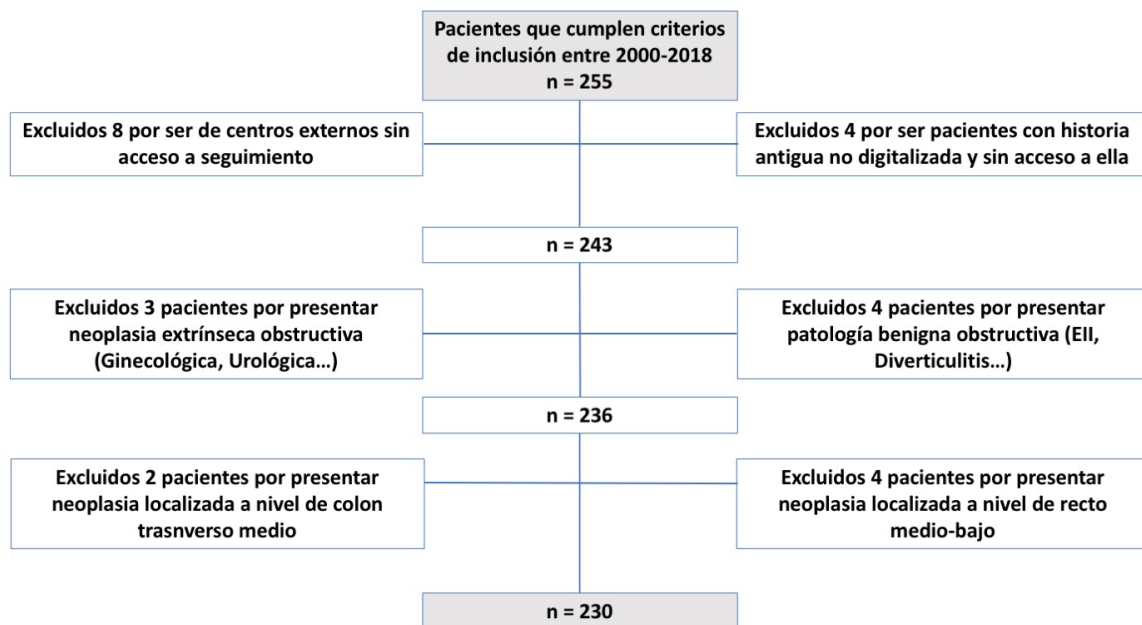 Pacientes que cumplen criterios
de inclusión entre 2000-2018
n = 255
Excluidos 8 por ser de centros externos sin
acceso a seguimiento
Excluidos 4 por ser pacientes con historia
antigua no digitalizada y sin acceso a ella
n = 243
Excluidos 3 pacientes por presentar
neoplasia extrínseca obstructiva
(Ginecológica, Urológica...)
Excluidos 4 pacientes por presentar
patología benigna obstructiva (EII,
Diverticulitis...)
n = 236
Excluidos 2 pacientes por presentar
neoplasia localizada a nivel de colon
trasnverso medio
Excluidos 4 pacientes por presentar
neoplasia localizada a nivel de recto
medio-bajo
n = 230